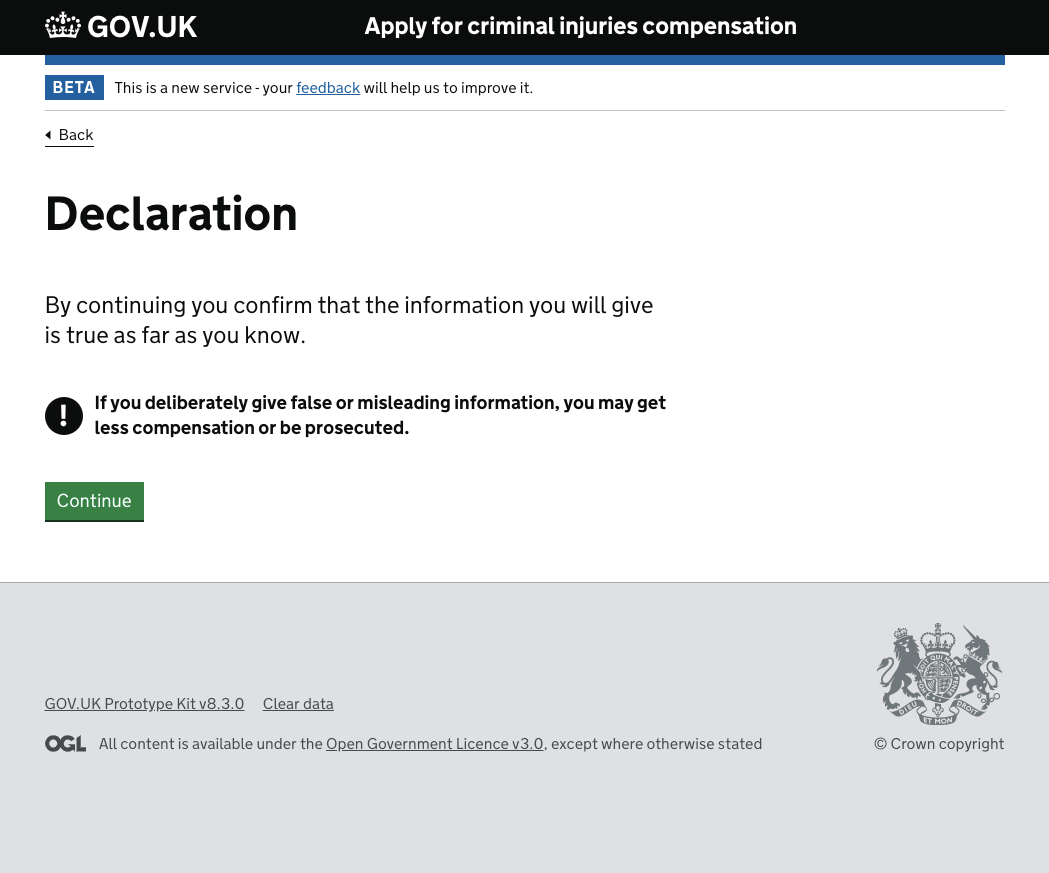 GOV.UK Apply for criminal injuries compensation
BETA This is a new service - your feedback will help us to improve it.
Back
Declaration
By continuing you confirm that the information you will give
is true as far as you know.
! If you deliberately give false or misleading information, you may get
less compensation or be prosecuted.
Continue
GOV.UK Prototype Kit v8.3.0 Clear data
DIEU ET MON DROIT
OGL All content is available under the Open Government Licence v3.0, except where otherwise stated
© Crown copyright